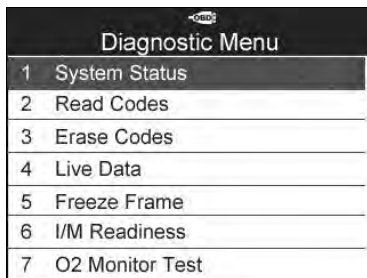 OBD
Diagnostic Menu
1 System Status
2 Read Codes
3 Erase Codes
4 Live Data
5 Freeze Frame
6 I/M Readiness
7 O2 Monitor Test